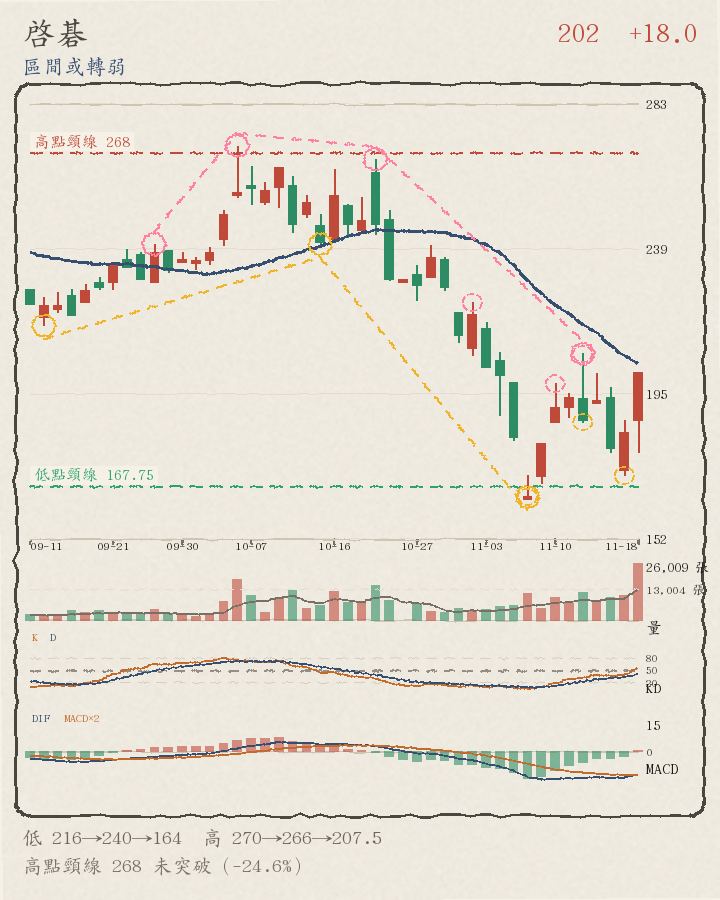 啓碁
202 +18.0
區間或轉弱
283
高點頸線 268
239
195
低點頸線 167.75
152
09-11 09-21 09-30 10-07 10-16 10-27 11-03 11-10 11-18
26,009 張
13,004 張
量
K D
80
50
20
KD
DIF MACD×2
15
0
MACD
低 216→240→164 高 270→266→207.5
高點頸線 268 未突破 (-24.6%)